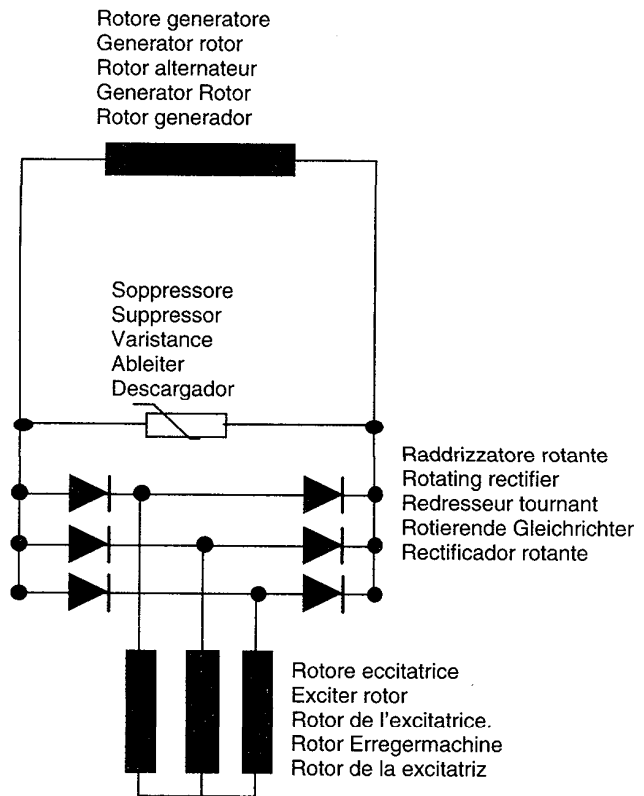 Rotore generatore
Generator rotor
Rotor alternateur
Generator Rotor
Rotor generador
Soppressore
Suppressor
Varistance
Ableiter
Descargador
Raddrizzatore rotante
Rotating rectifier
Redresseur tournant
Rotierende Gleichrichter
Rectificador rotante
Rotore eccitatrice
Exciter rotor
Rotor de l'excitatrice.
Rotor Erregermachine
Rotor de la excitatriz